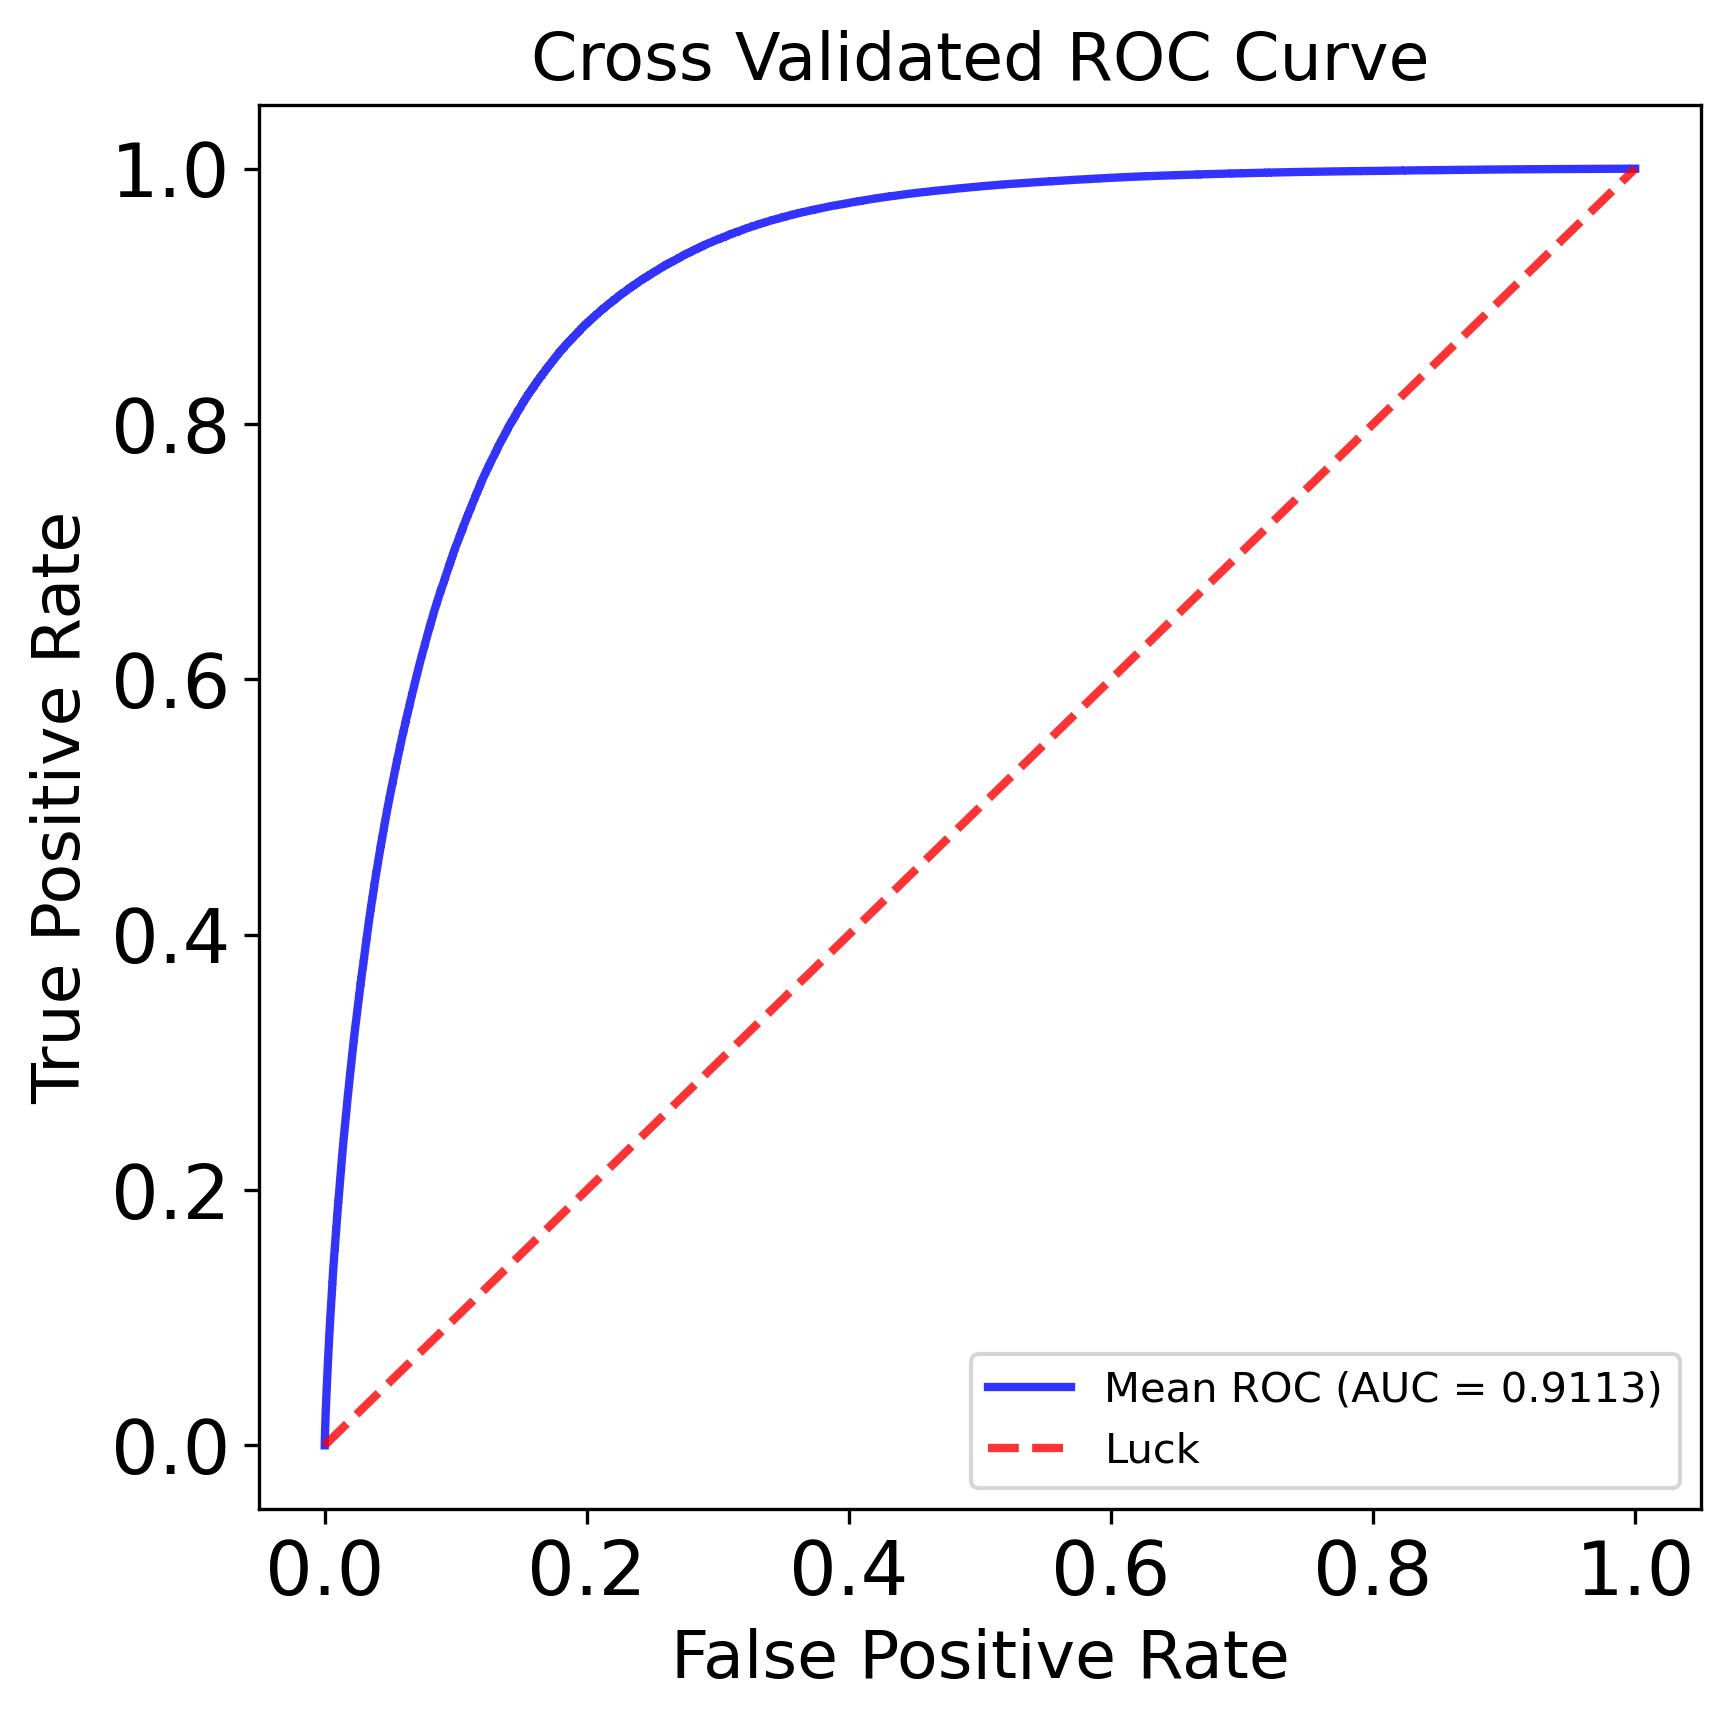 Cross Validated ROC Curve
True Positive Rate
1.0
0.8
0.6
0.4
0.2
0.0
Mean ROC (AUC = 0.9113)
Luck
0.0 0.2 0.4 0.6 0.8 1.0
False Positive Rate